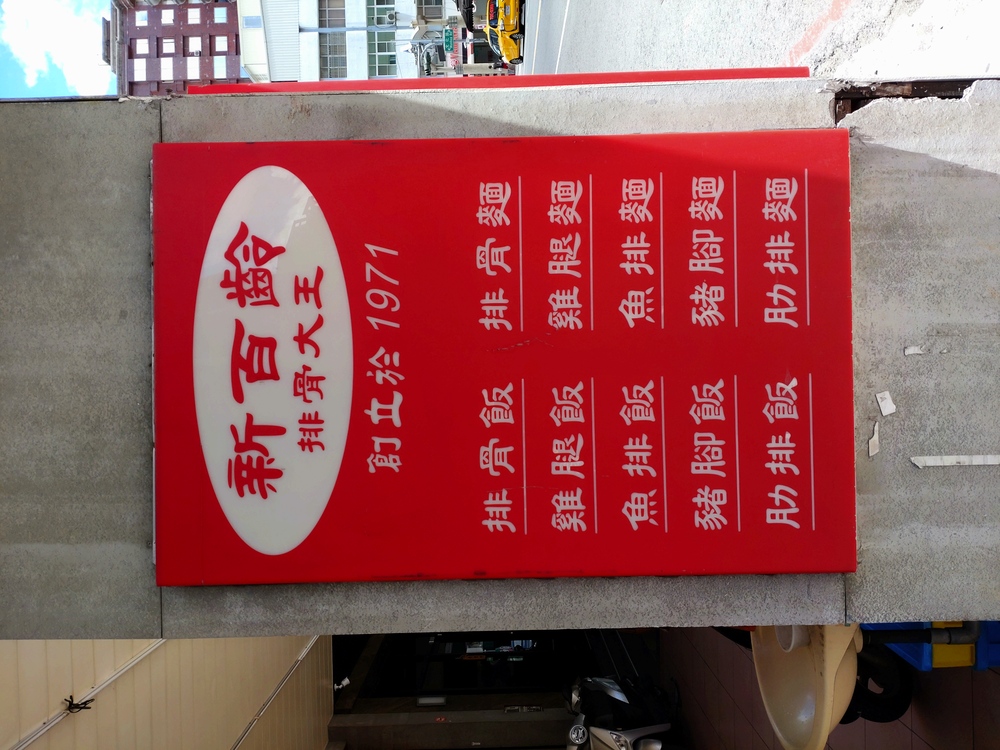 新百齡
排骨大王
創立於1971
排骨飯 排骨麵
雞腿飯 雞腿麵
魚排飯 魚排麵
豬腳飯 豬腳麵
肋排飯 肋排麵